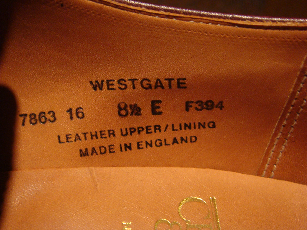 WESTGATE
7863 16 8½ E F394
LEATHER UPPER/LINING
MADE IN ENGLAND